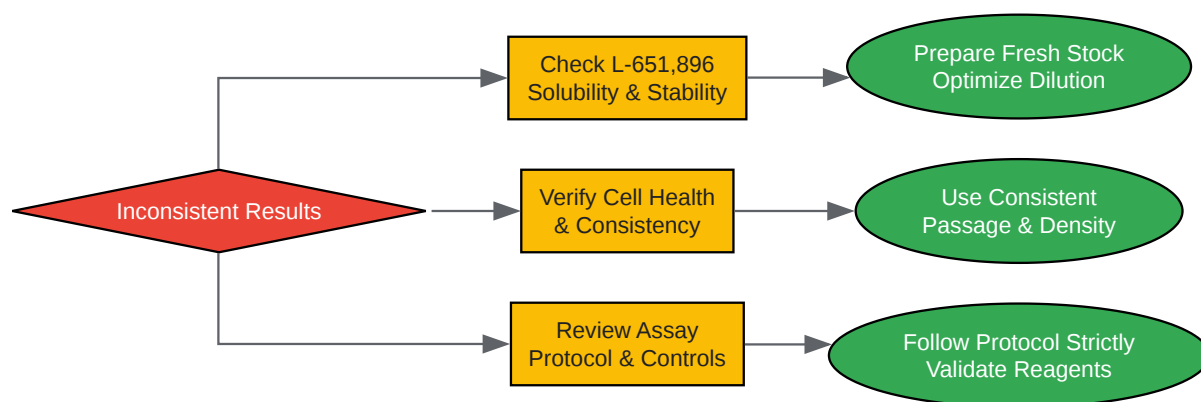 Check L-651,896
Solubility & Stability
Prepare Fresh Stock
Optimize Dilution
Inconsistent Results
Verify Cell Health
& Consistency
Use Consistent
Passage & Density
Review Assay
Protocol & Controls
Follow Protocol Strictly
Validate Reagents